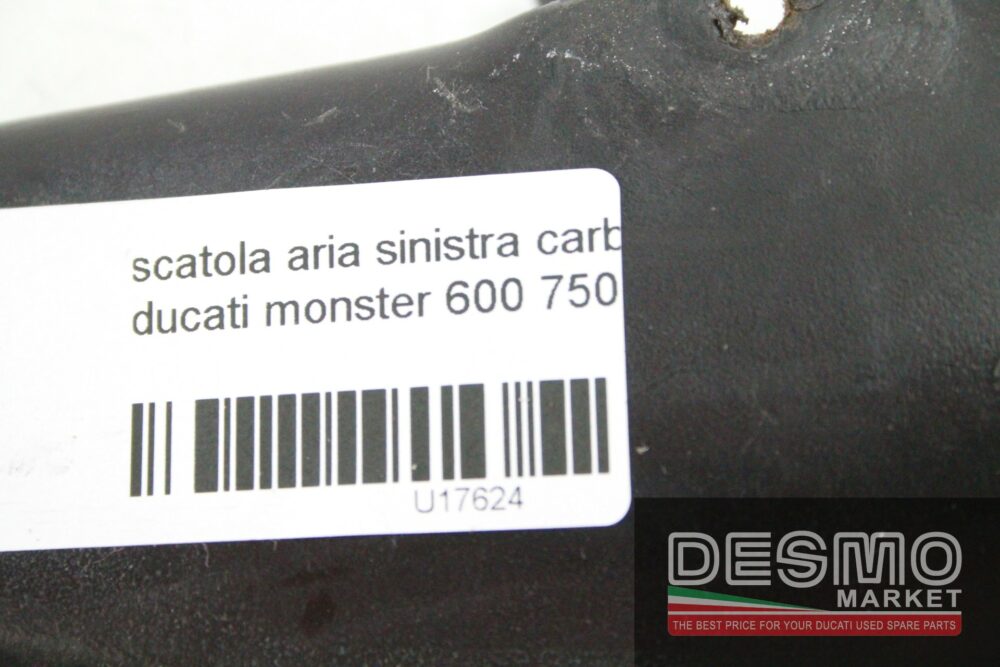 scatola aria sinistra carb
ducati monster 600 750
U17624
DESMO
MARKET
THE BEST PRICE FOR YOUR DUCATI USED SPARE PARTS